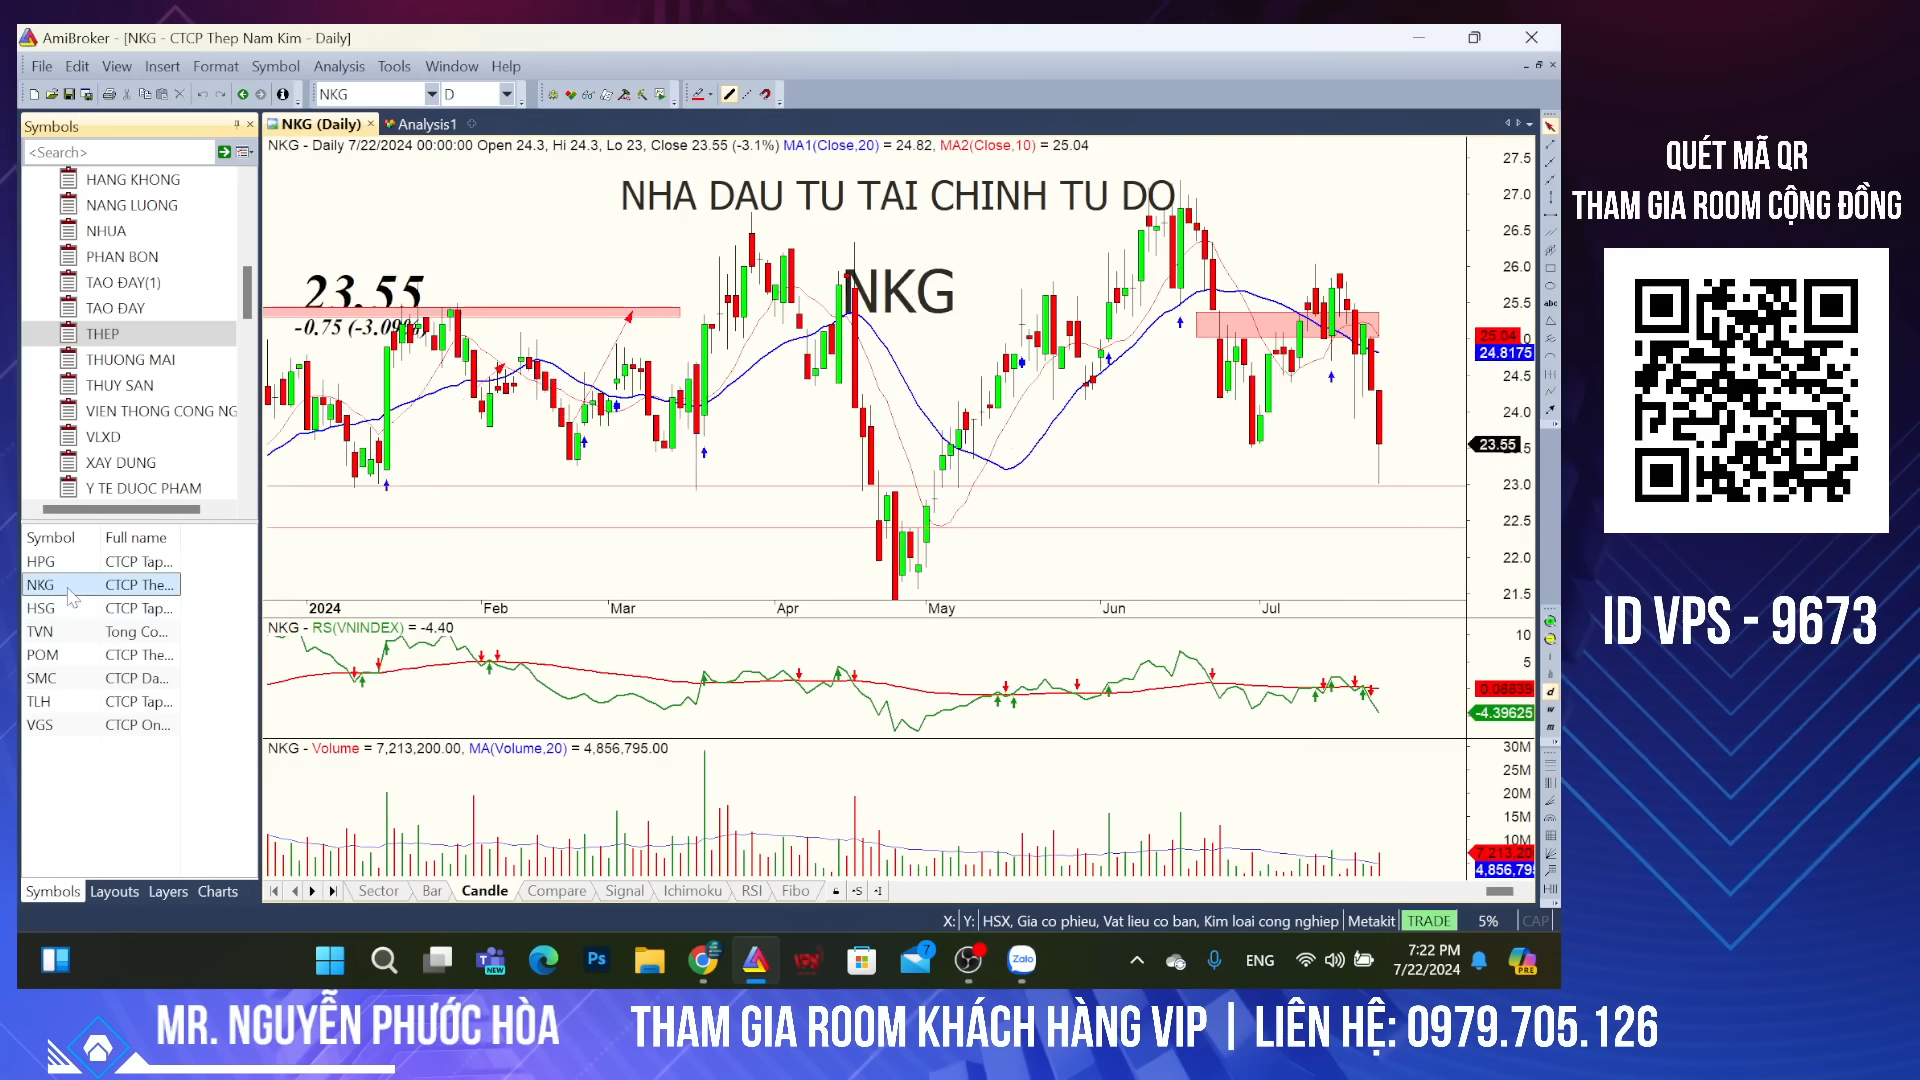 AmiBroker - [NKG - CTCP Thep Nam Kim - Daily]
File Edit View Insert Format Symbol Analysis Tools Window Help
NKG D
Symbols
<Search>
HANG KHONG
NANG LUONG
NHUA
PHAN BON
TAO ĐAY(1)
TAO ĐAY
THEP
THUONG MAI
THUY SAN
VIEN THONG CONG NG
VLXD
XAY DUNG
Y TE DUOC PHAM
Symbol Full name
HPG CTCP Tap...
NKG CTCP The...
HSG CTCP Tap...
TVN Tong Co...
POM CTCP The...
SMC CTCP Da...
TLH CTCP Tap...
VGS CTCP On...
Symbols Layouts Layers Charts
NKG (Daily) Analysis1
NKG - Daily 7/22/2024 00:00:00 Open 24.3, Hi 24.3, Lo 23, Close 23.55 (-3.1%) MA1(Close,20) = 24.82, MA2(Close,10) = 25.04
NHA DAU TU TAI CHINH TU DO
NKG
23.55
-0.75 (-3.09%)
27.5
27.0
26.5
26.0
25.5
25.04
24.8175
24.5
24.0
23.55
23.0
22.5
22.0
21.5
2024 Feb Mar Apr May Jun Jul
NKG - RS(VNINDEX) = -4.40
10
5
0.08839
-4.39625
NKG - Volume = 7,213,200.00, MA(Volume,20) = 4,856,795.00
30M
25M
20M
15M
10M
7,213,20
4,856,79
Sector Bar Candle Compare Signal Ichimoku RSI Fibo
X: Y: HSX, Gia co phieu, Vat lieu co ban, Kim loai cong nghiep Metakit TRADE 5% CAP
ENG
7:22 PM
7/22/2024
QUÉT MÃ QR
THAM GIA ROOM CỘNG ĐỒNG
ID VPS - 9673
MR. NGUYỄN PHƯỚC HÒA
THAM GIA ROOM KHÁCH HÀNG VIP | LIÊN HỆ: 0979.705.126